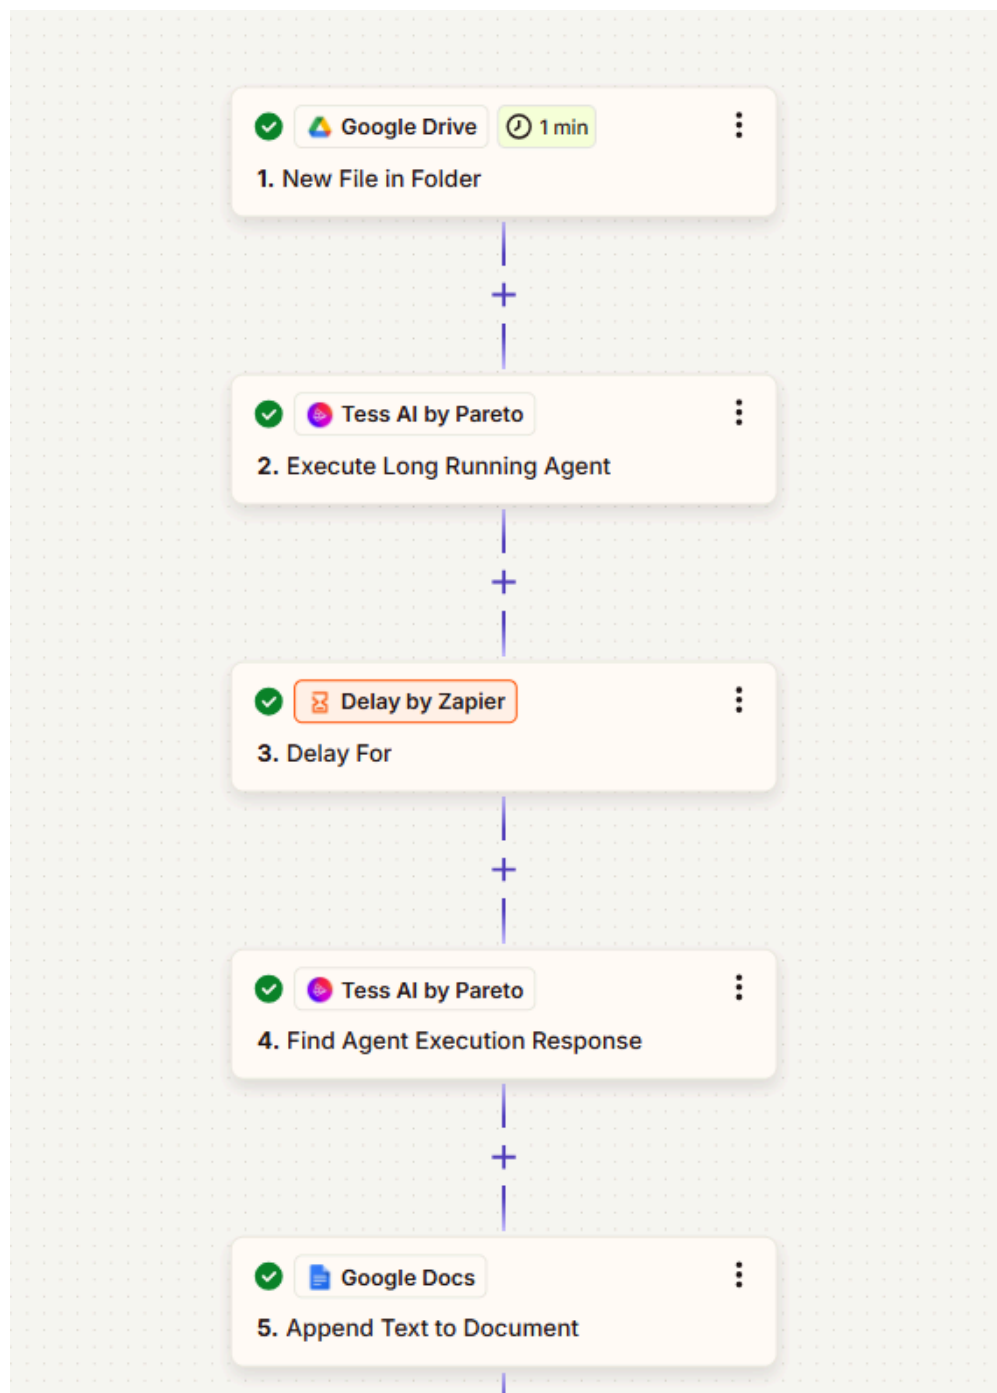 Google Drive 1 min
1. New File in Folder
Tess AI by Pareto
2. Execute Long Running Agent
Delay by Zapier
3. Delay For
Tess AI by Pareto
4. Find Agent Execution Response
Google Docs
5. Append Text to Document